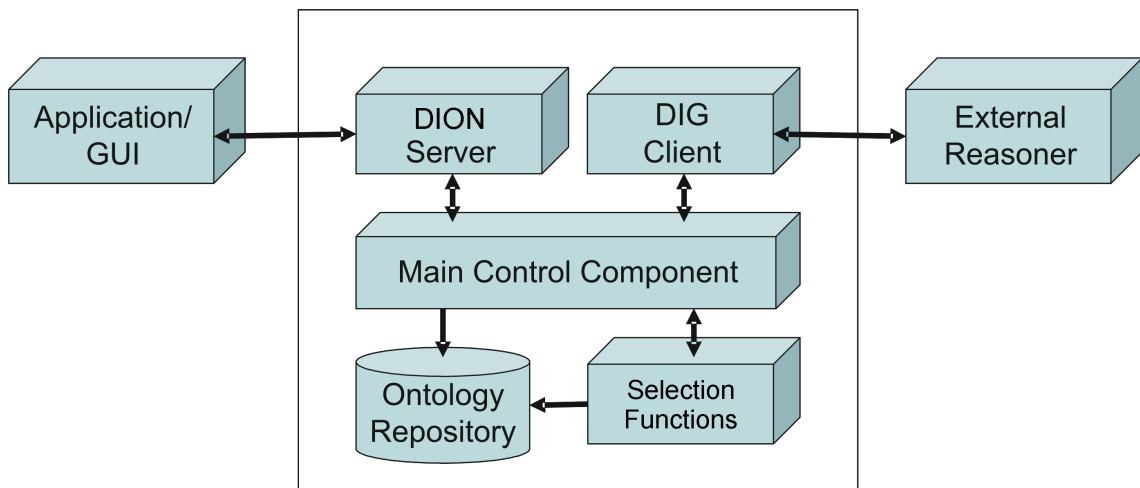 Application/
GUI
DION
Server
DIG
Client
External
Reasoner
Main Control Component
Ontology
Repository
Selection
Functions